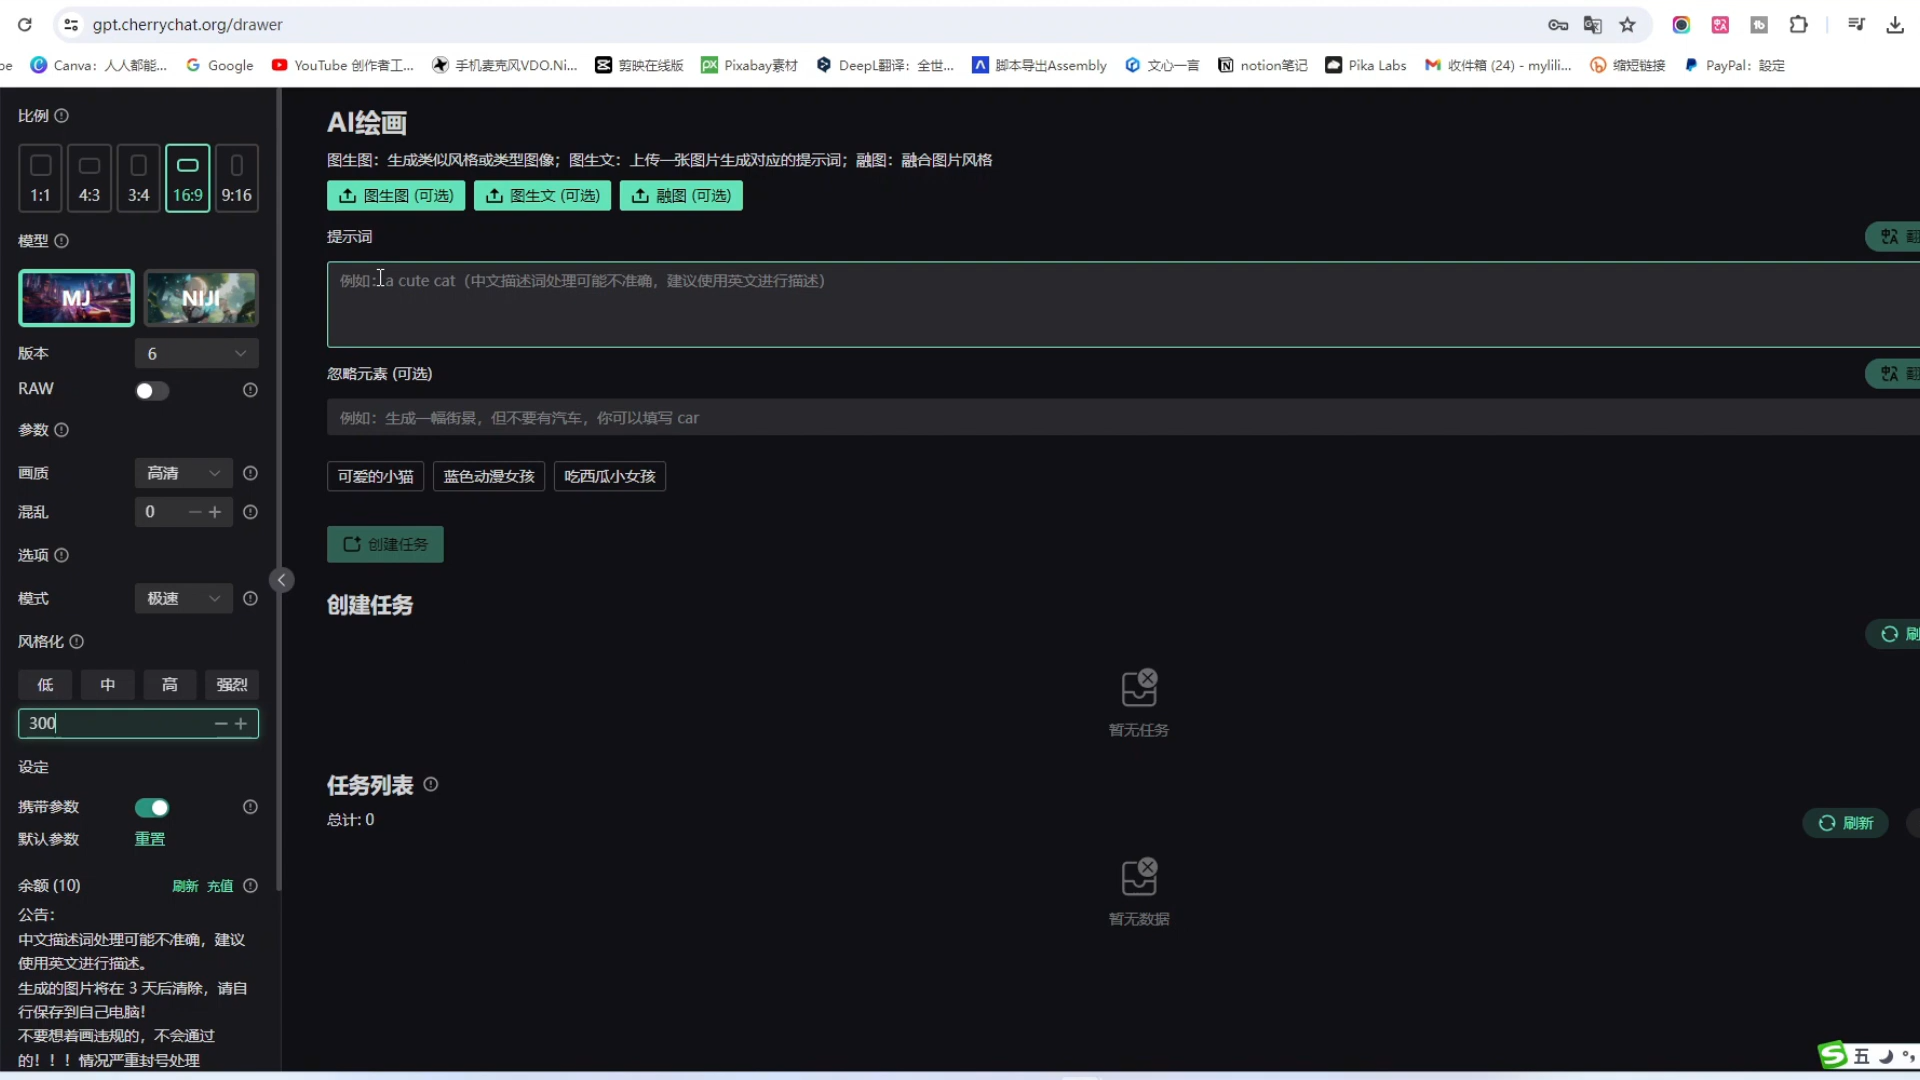 gpt.cherrychat.org/drawer
Canva：人人都能...
Google
YouTube 创作者工...
手机麦克风VDO.Ni...
剪映在线版
Pixabay素材
DeepL翻译：全世...
脚本导出Assembly
文心一言
notion笔记
Pika Labs
收件箱 (24) - mylili...
缩短链接
PayPal：設定
比例
1:1
4:3
3:4
16:9
9:16
模型
MJ
NIJI
版本
6
RAW
参数
画质
高清
混乱
0
选项
模式
极速
风格化
低
中
高
强烈
300
设定
携带参数
默认参数
重置
余额 (10)
刷新 充值
公告：
中文描述词处理可能不准确，建议
使用英文进行描述。
生成的图片将在 3 天后清除，请自
行保存到自己电脑！
不要想着画违规的，不会通过
的！！！情况严重封号处理
AI绘画
图生图：生成类似风格或类型图像；图生文：上传一张图片生成对应的提示词；融图：融合图片风格
图生图 (可选)
图生文 (可选)
融图 (可选)
提示词
例如：a cute cat（中文描述词处理可能不准确，建议使用英文进行描述）
忽略元素 (可选)
例如：生成一幅街景，但不要有汽车，你可以填写 car
可爱的小猫
蓝色动漫女孩
吃西瓜小女孩
创建任务
创建任务
刷
暂无任务
任务列表
总计: 0
刷新
暂无数据
五